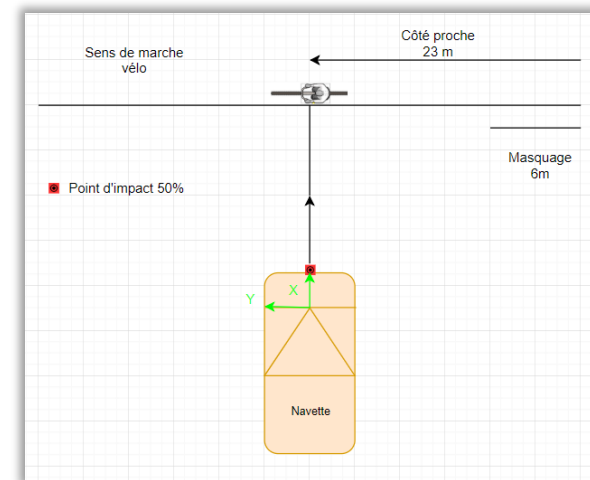 Côté proche
23 m
Sens de marche
vélo
Masquage
6m
Point d'impact 50%
X
Y
Navette